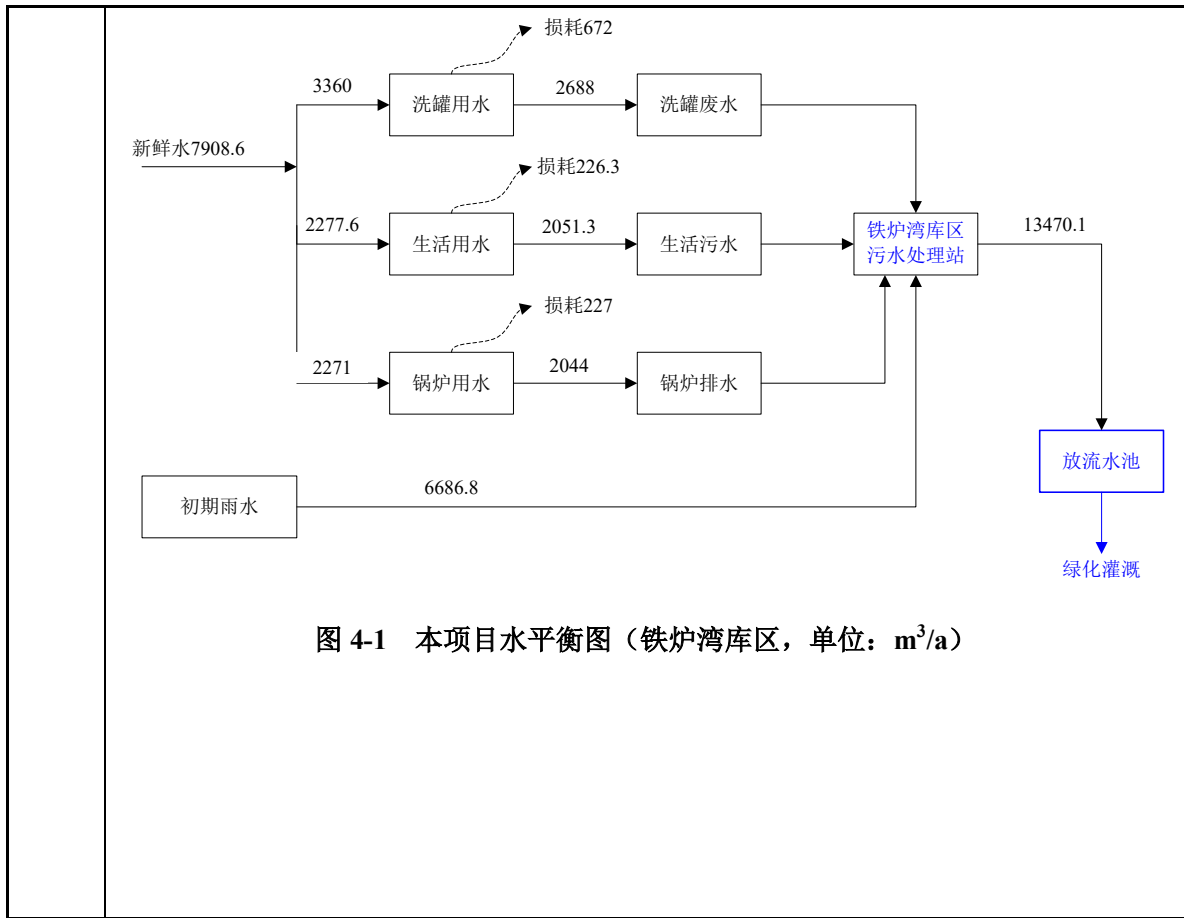 损耗672
3360
洗罐用水
2688
洗罐废水
新鲜水7908.6
损耗226.3
2277.6
生活用水
2051.3
生活污水
铁炉湾库区
污水处理站
13470.1
损耗227
2271
锅炉用水
2044
锅炉排水
放流水池
初期雨水
6686.8
绿化灌溉
图 4-1 本项目水平衡图（铁炉湾库区，单位：m³/a）